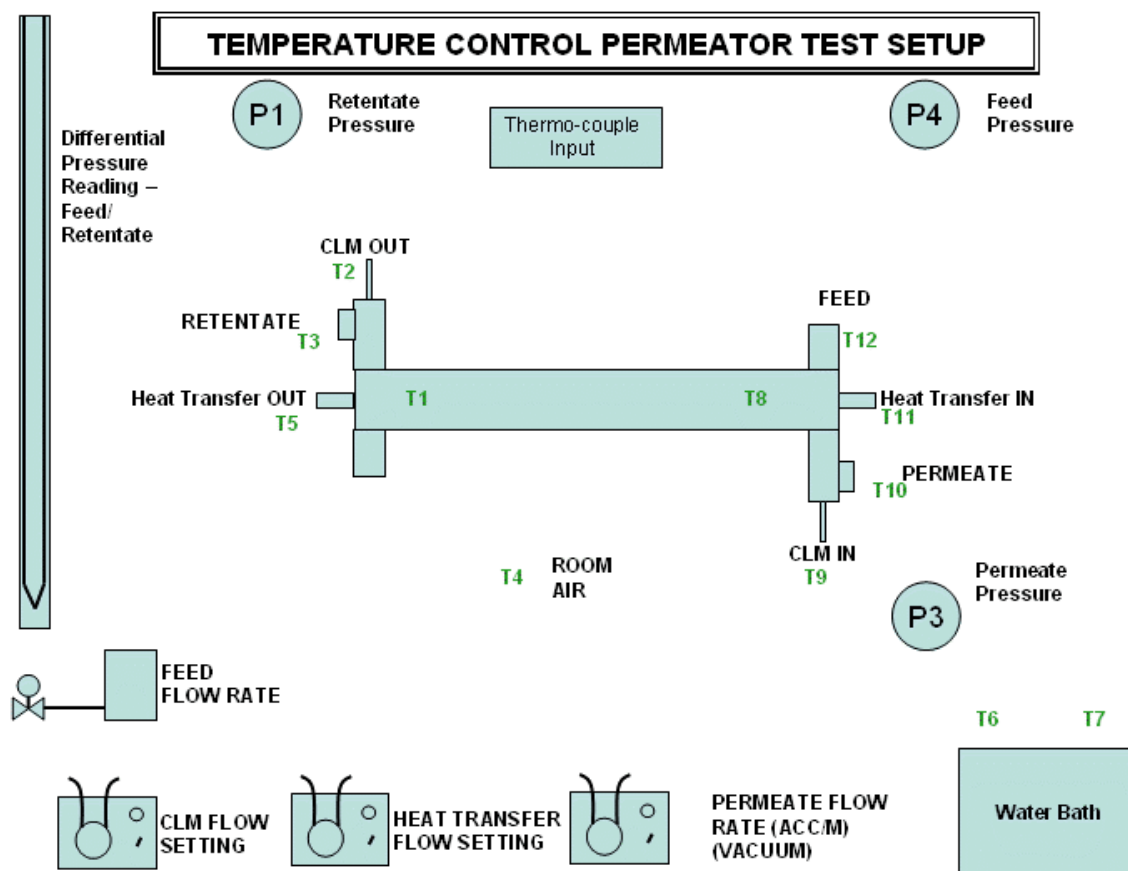 TEMPERATURE CONTROL PERMEATOR TEST SETUP
P1
Retentate
Pressure
Thermo-couple
Input
P4
Feed
Pressure
Differential
Pressure
Reading –
Feed/
Retentate
CLM OUT
T2
RETENTATE
T3
FEED
T12
Heat Transfer OUT
T5
T1
T8
Heat Transfer IN
T11
T10
PERMEATE
CLM IN
T9
T4
ROOM
AIR
Permeate
Pressure
P3
FEED
FLOW RATE
T6
T7
CLM FLOW
SETTING
HEAT TRANSFER
FLOW SETTING
PERMEATE FLOW
RATE (ACC/M)
(VACUUM)
Water Bath